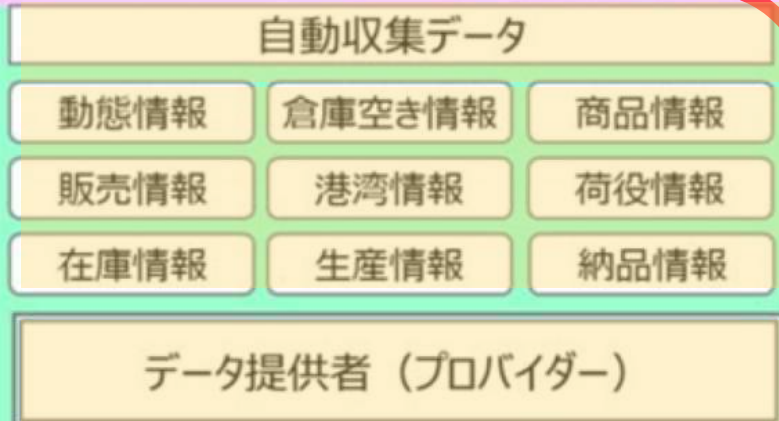 自動収集データ
動態情報 倉庫空き情報 商品情報
販売情報 港湾情報 荷役情報
在庫情報 生産情報 納品情報
データ提供者（プロバイダー）